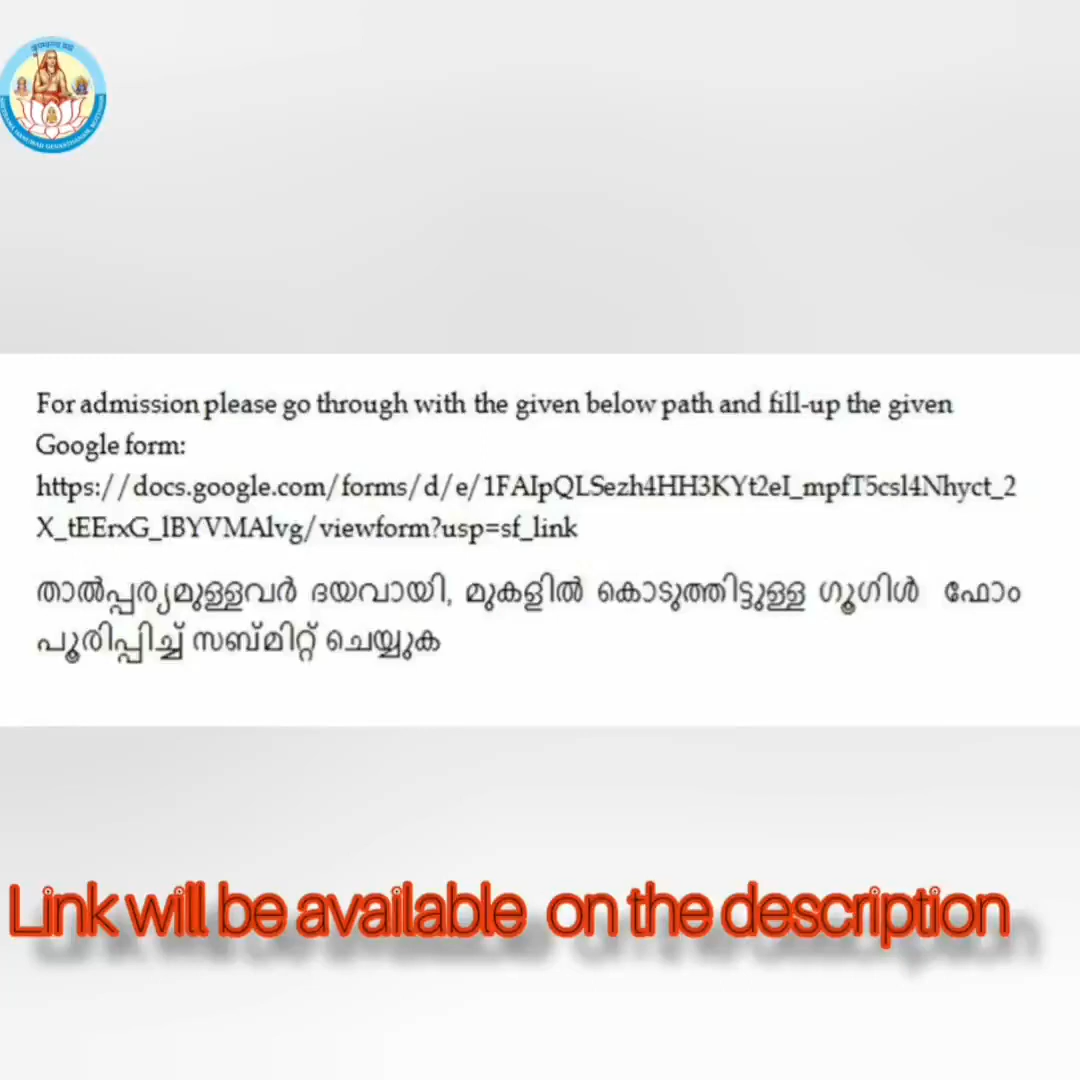 For admission please go through with the given below path and fill-up the given
Google form:
https://docs.google.com/forms/d/e/1FAIpQLSezh4HH3KYt2eI_mpfT5csl4Nhyct_2
X_tEErxG_lBYVMAlvg/viewform?usp=sf_link
താൽപ്പര്യമുള്ളവർ ദയവായി, മുകളിൽ കൊടുത്തിട്ടുള്ള ഗൂഗിൾ ഫോം
പൂരിപ്പിച്ച് സബ്മിറ്റ് ചെയ്യുക
Link will be available on the description